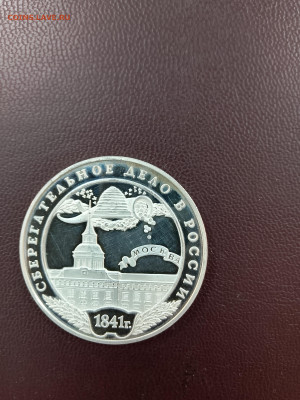 СБЕРЕГАТЕЛЬНОЕ ДЕЛО В РОССИИ
МОСКВА
1841г.